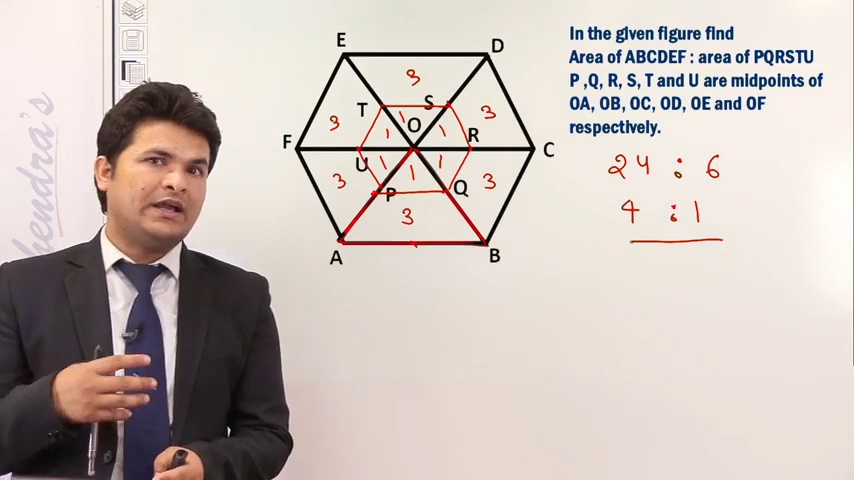 In the given figure find
Area of ABCDEF : area of PQRSTU
P ,Q, R, S, T and U are midpoints of
OA, OB, OC, OD, OE and OF
respectively.
24 : 6
4 : 1
E
D
3
T
S
3
1
3
O
1
1
F
R
C
U
1
1
1
3
P
Q
3
3
A
B
hendra's